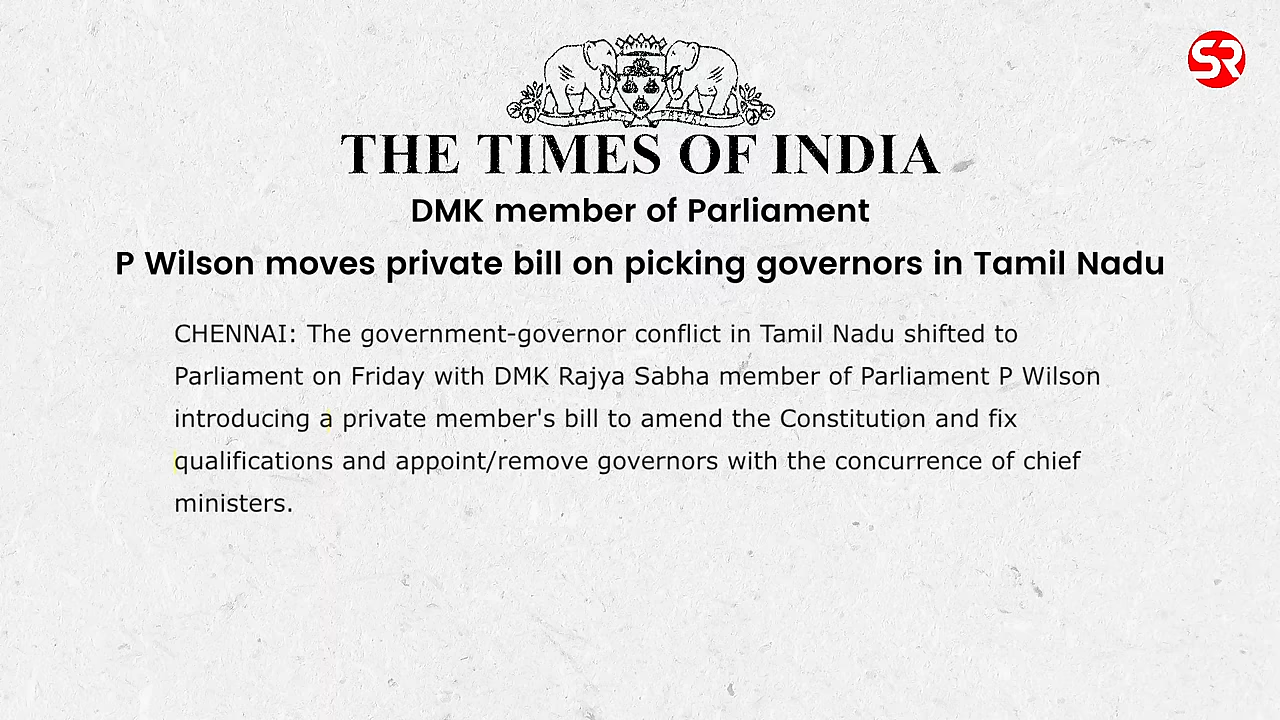 SR
THE TIMES OF INDIA
DMK member of Parliament
P Wilson moves private bill on picking governors in Tamil Nadu
CHENNAI: The government-governor conflict in Tamil Nadu shifted to
Parliament on Friday with DMK Rajya Sabha member of Parliament P Wilson
introducing a private member's bill to amend the Constitution and fix
qualifications and appoint/remove governors with the concurrence of chief
ministers.